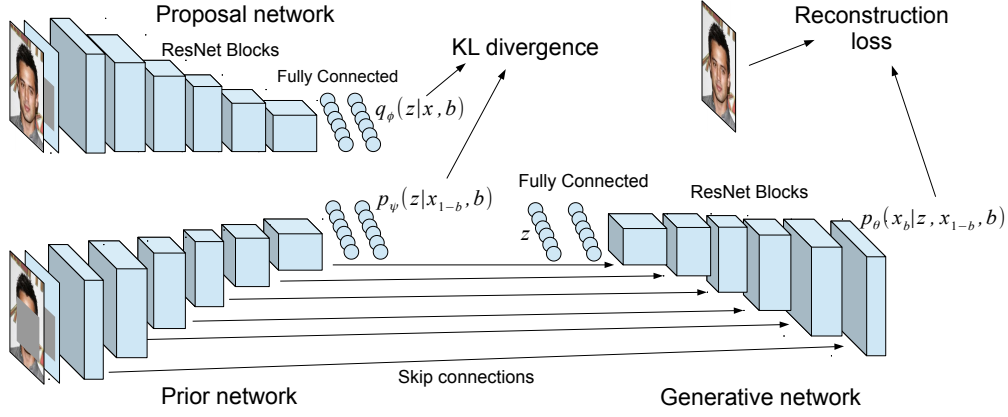 Proposal network
ResNet Blocks
Fully Connected
q_ϕ(z|x,b)
KL divergence
Reconstruction
loss
p_ψ(z|x_{1−b},b)
Fully Connected
z
ResNet Blocks
p_θ(x_b|z,x_{1−b},b)
Skip connections
Prior network
Generative network